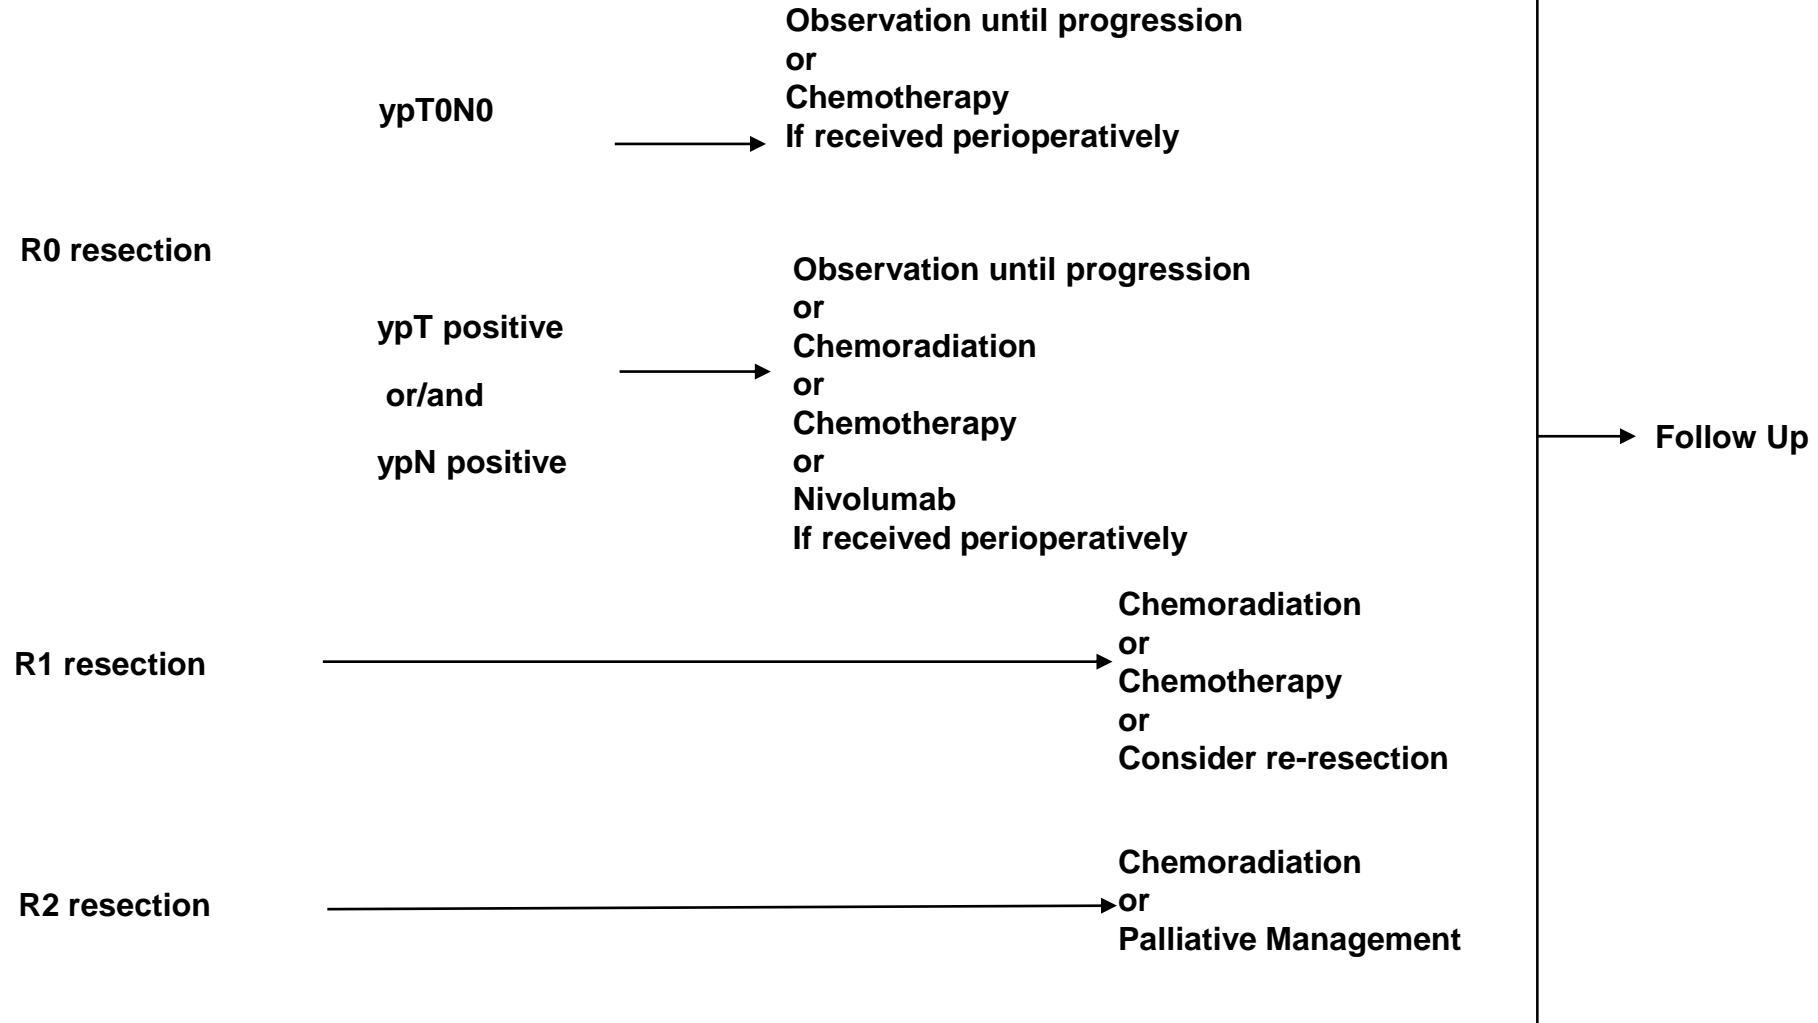 Observation until progression
or
Chemotherapy
If received perioperatively
ypT0N0
R0 resection
Observation until progression
or
Chemoradiation
or
Chemotherapy
or
Nivolumab
If received perioperatively
ypT positive
or/and
ypN positive
Follow Up
R1 resection
Chemoradiation
or
Chemotherapy
or
Consider re-resection
R2 resection
Chemoradiation
or
Palliative Management